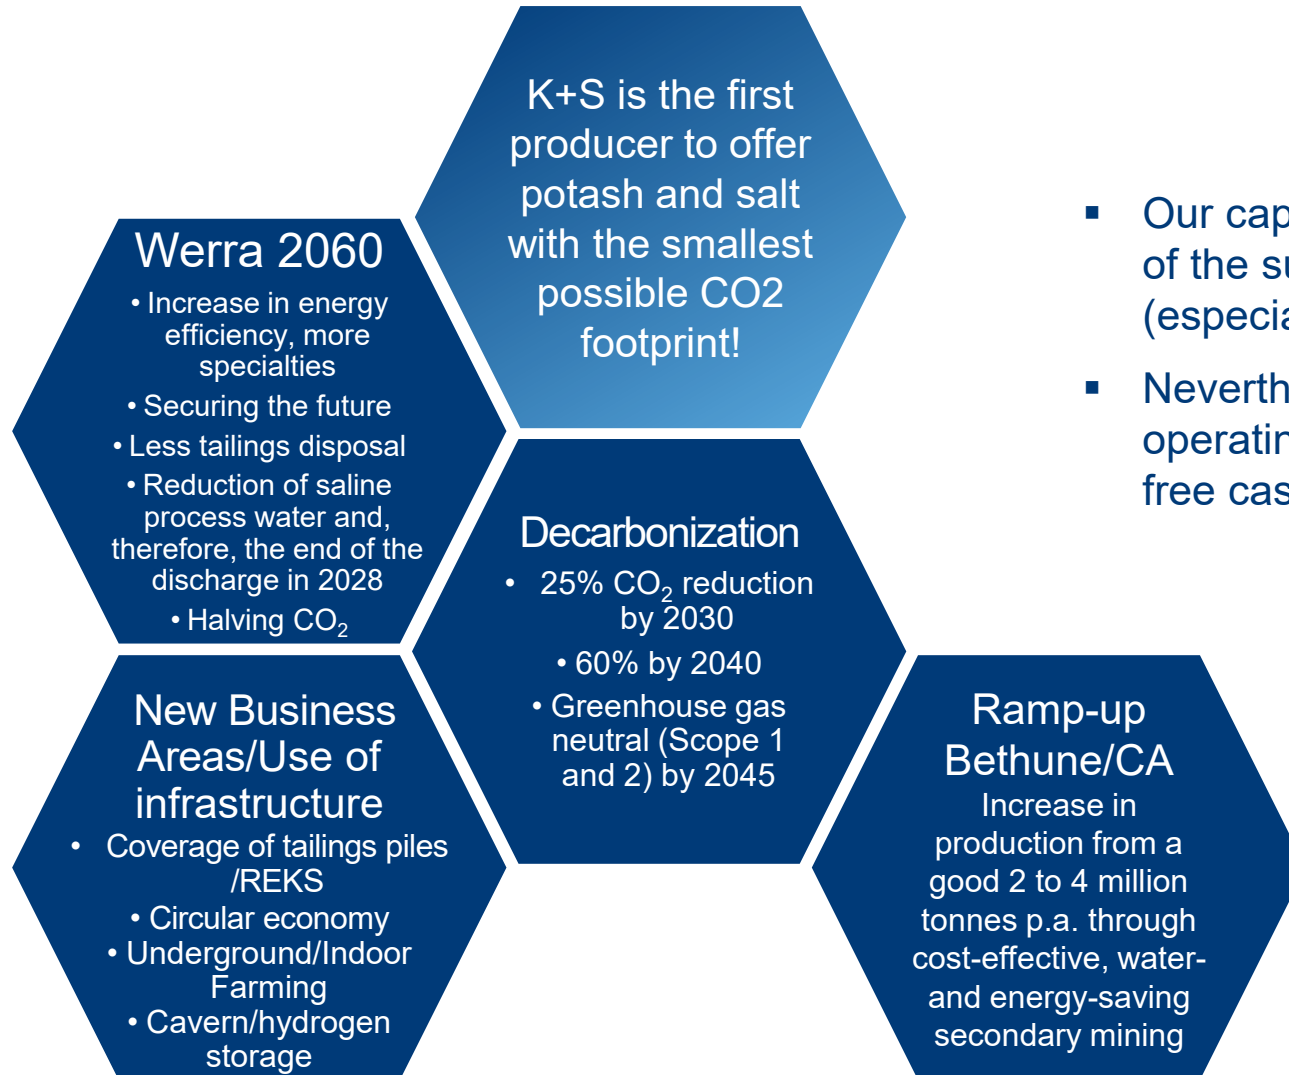 K+S is the first
producer to offer
potash and salt
with the smallest
possible CO2
footprint!
Werra 2060
• Increase in energy
efficiency, more
specialties
• Securing the future
• Less tailings disposal
• Reduction of saline
process water and,
therefore, the end of the
discharge in 2028
• Halving CO₂
Decarbonization
• 25% CO₂ reduction
by 2030
• 60% by 2040
• Greenhouse gas
neutral (Scope 1
and 2) by 2045
New Business
Areas/Use of
infrastructure
• Coverage of tailings piles
/REKS
• Circular economy
• Underground/Indoor
Farming
• Cavern/hydrogen
storage
Ramp-up
Bethune/CA
Increase in
production from a
good 2 to 4 million
tonnes p.a. through
cost-effective, water-
and energy-saving
secondary mining
▪ Our
of the
▪
free